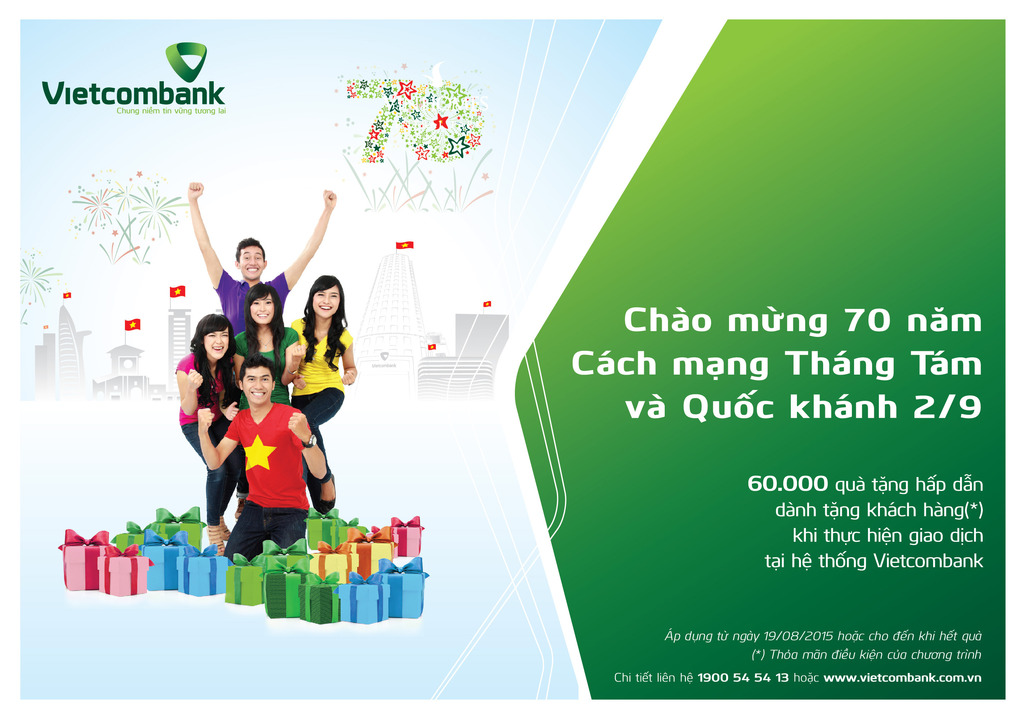 Vietcombank
Chung niềm tin vững tương lai
70
Vietcombank
Chào mừng 70 năm
Cách mạng Tháng Tám
và Quốc khánh 2/9
60.000 quà tặng hấp dẫn
dành tặng khách hàng(*)
khi thực hiện giao dịch
tại hệ thống Vietcombank
Áp dụng từ ngày 19/08/2015 hoặc cho đến khi hết quà
(*) Thỏa mãn điều kiện của chương trình
Chi tiết liên hệ 1900 54 54 13 hoặc www.vietcombank.com.vn